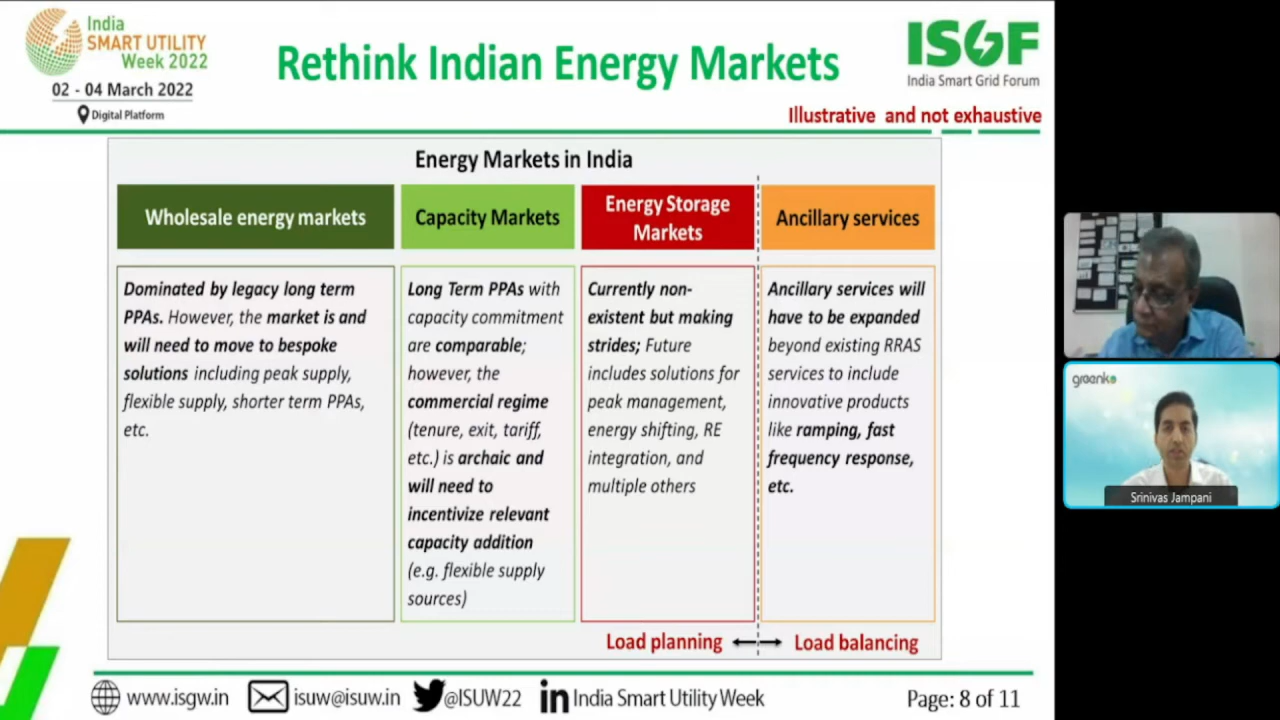 India
SMART UTILITY
Week 2022
02 - 04 March 2022
Digital Platform
Rethink Indian Energy Markets
ISGF
India Smart Grid Forum
Illustrative and not exhaustive
Energy Markets in India
Wholesale energy markets
Dominated by legacy long term
PPAs. However, the market is and
will need to move to bespoke
solutions including peak supply,
flexible supply, shorter term PPAs,
etc.
Capacity Markets
Long Term PPAs with
capacity commitment
are comparable;
however, the
commercial regime
(tenure, exit, tariff,
etc.) is archaic and
will need to
incentivize relevant
capacity addition
(e.g. flexible supply
sources)
Energy Storage
Markets
Currently non-
existent but making
strides; Future
includes solutions for
peak management,
energy shifting, RE
integration, and
multiple others
Ancillary services
Ancillary services will
have to be expanded
beyond existing RRAS
services to include
innovative products
like ramping, fast
frequency response,
etc.
Load planning
Load balancing
www.isgw.in
isuw@isuw.in
@ISUW22
in India Smart Utility Week
Page: 8 of 11
greenko
Srinivas Jampani